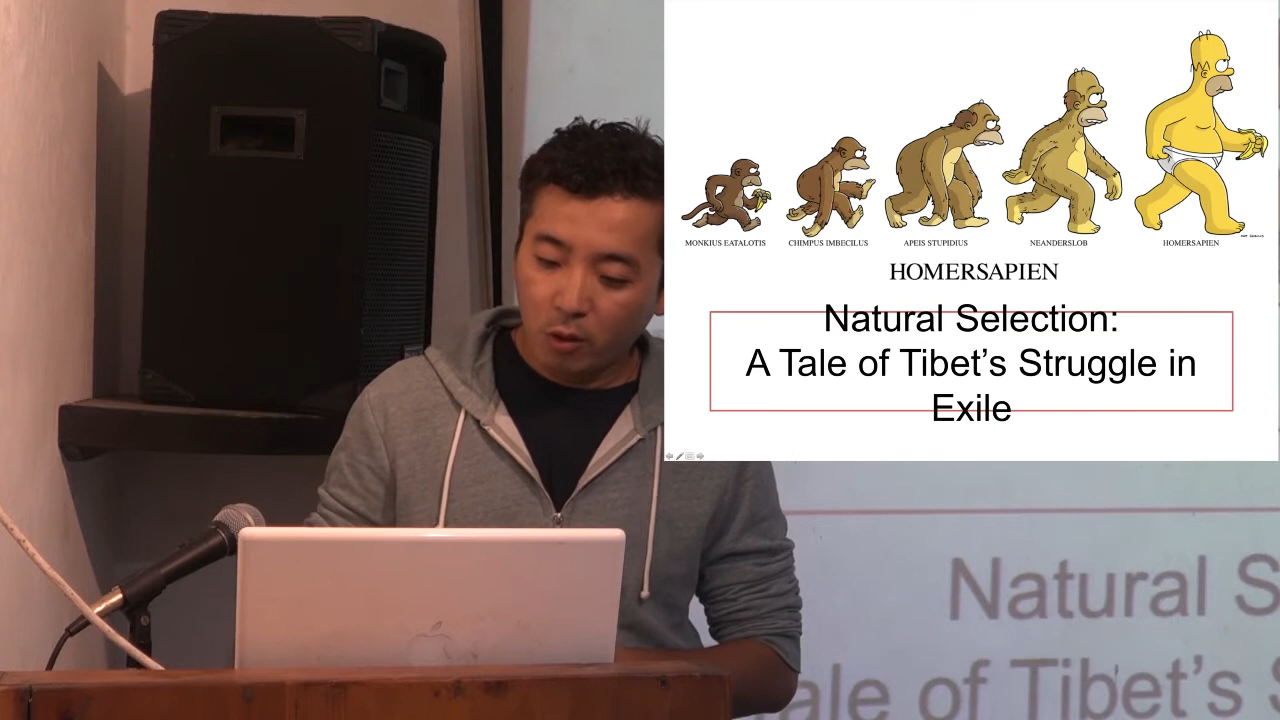 MONKIUS EATALOTIS CHIMPUS IMBECILUS APEIS STUPIDIUS NEANDERSLOB HOMERSAPIEN
HOMERSAPIEN
Natural Selection:
A Tale of Tibet’s Struggle in
Exile
Natural S
ale of Tibet’s S